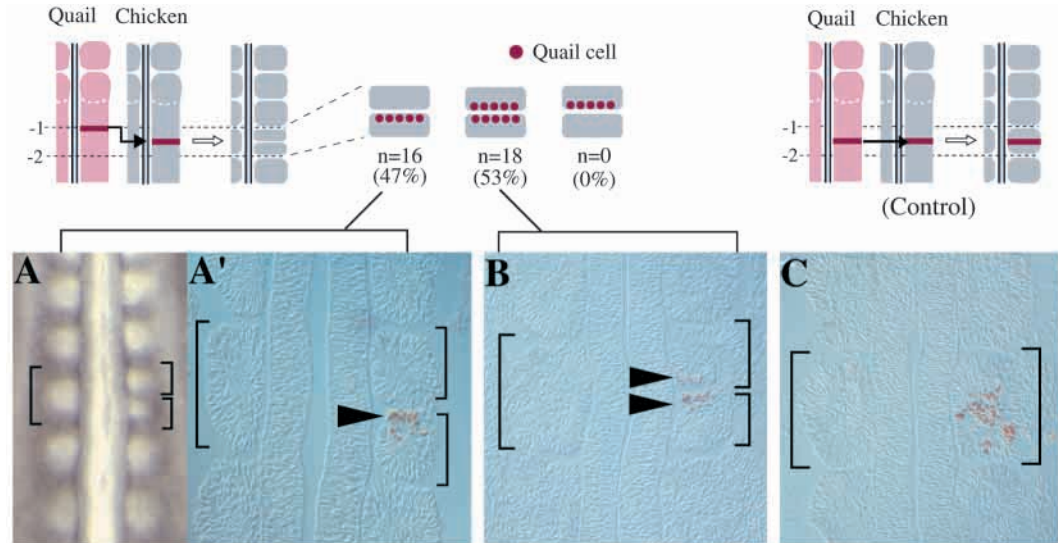 Quail Chicken
Quail cell
-1
-2
n=16 n=18 n=0
(47%) (53%) (0%)
Quail Chicken
-1
-2
(Control)
A A' B C